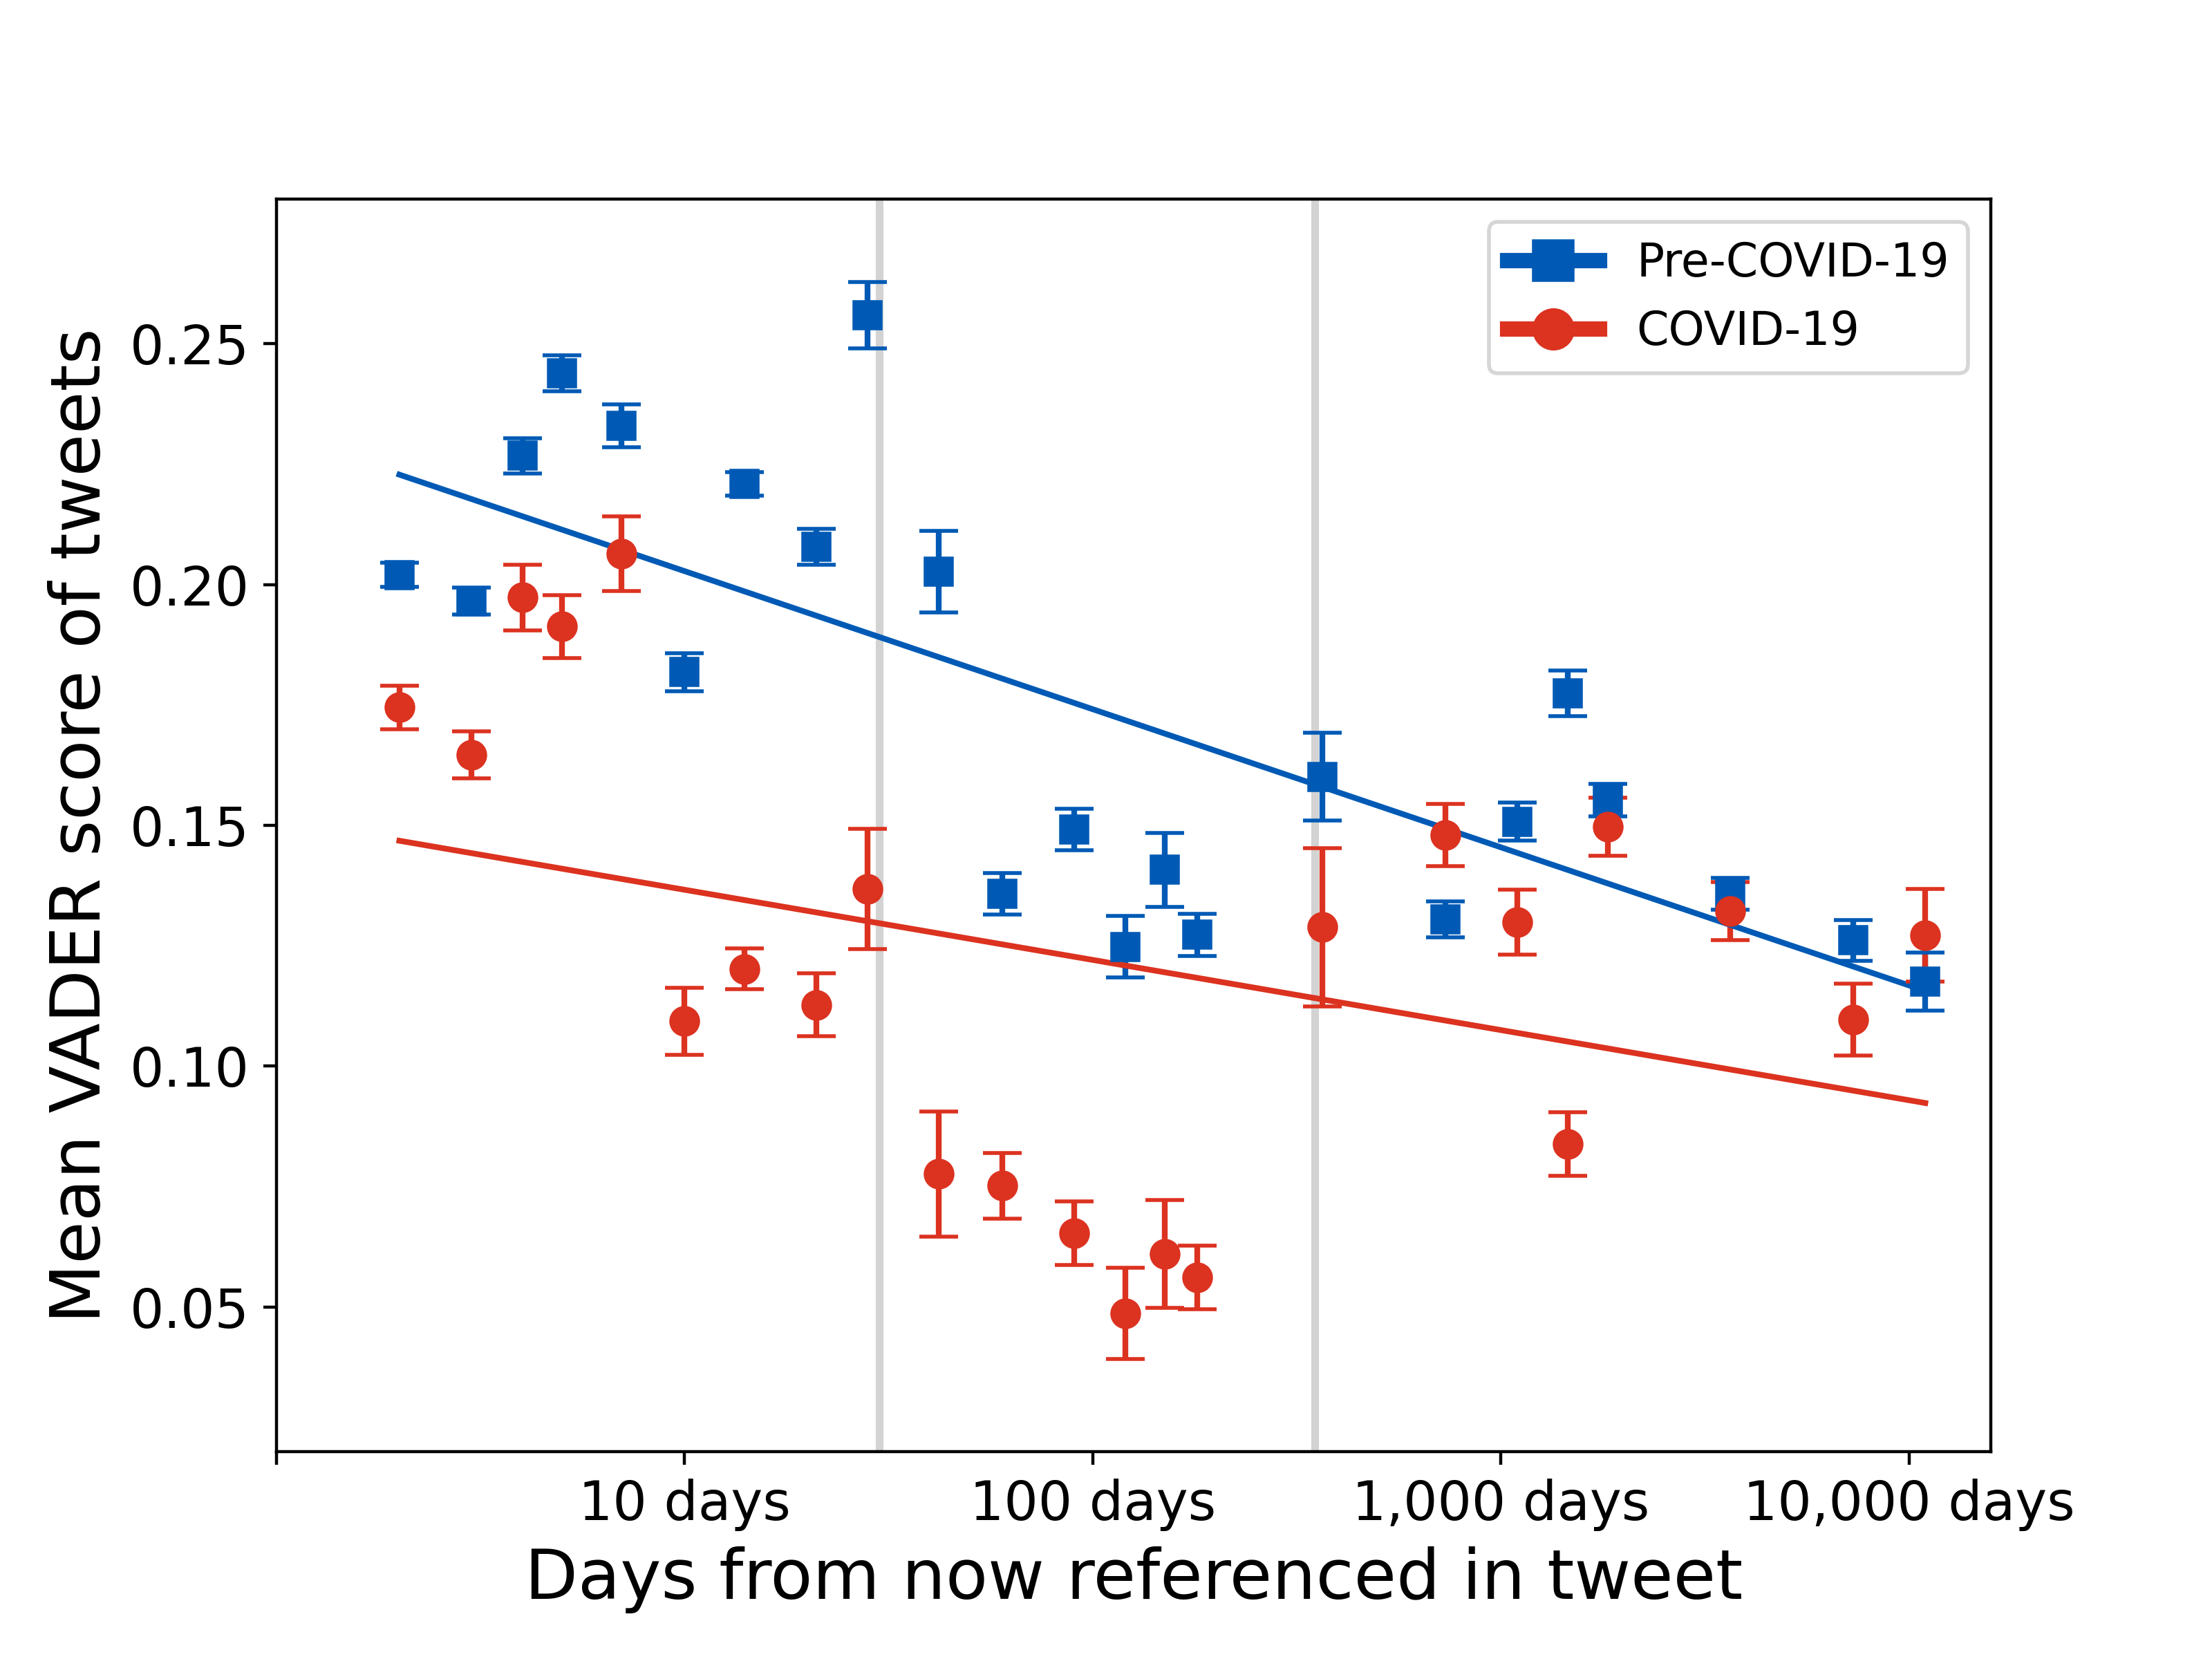 Pre-COVID-19
COVID-19
Mean VADER score of tweets
0.25
0.20
0.15
0.10
0.05
10 days
100 days
1,000 days
10,000 days
Days from now referenced in tweet